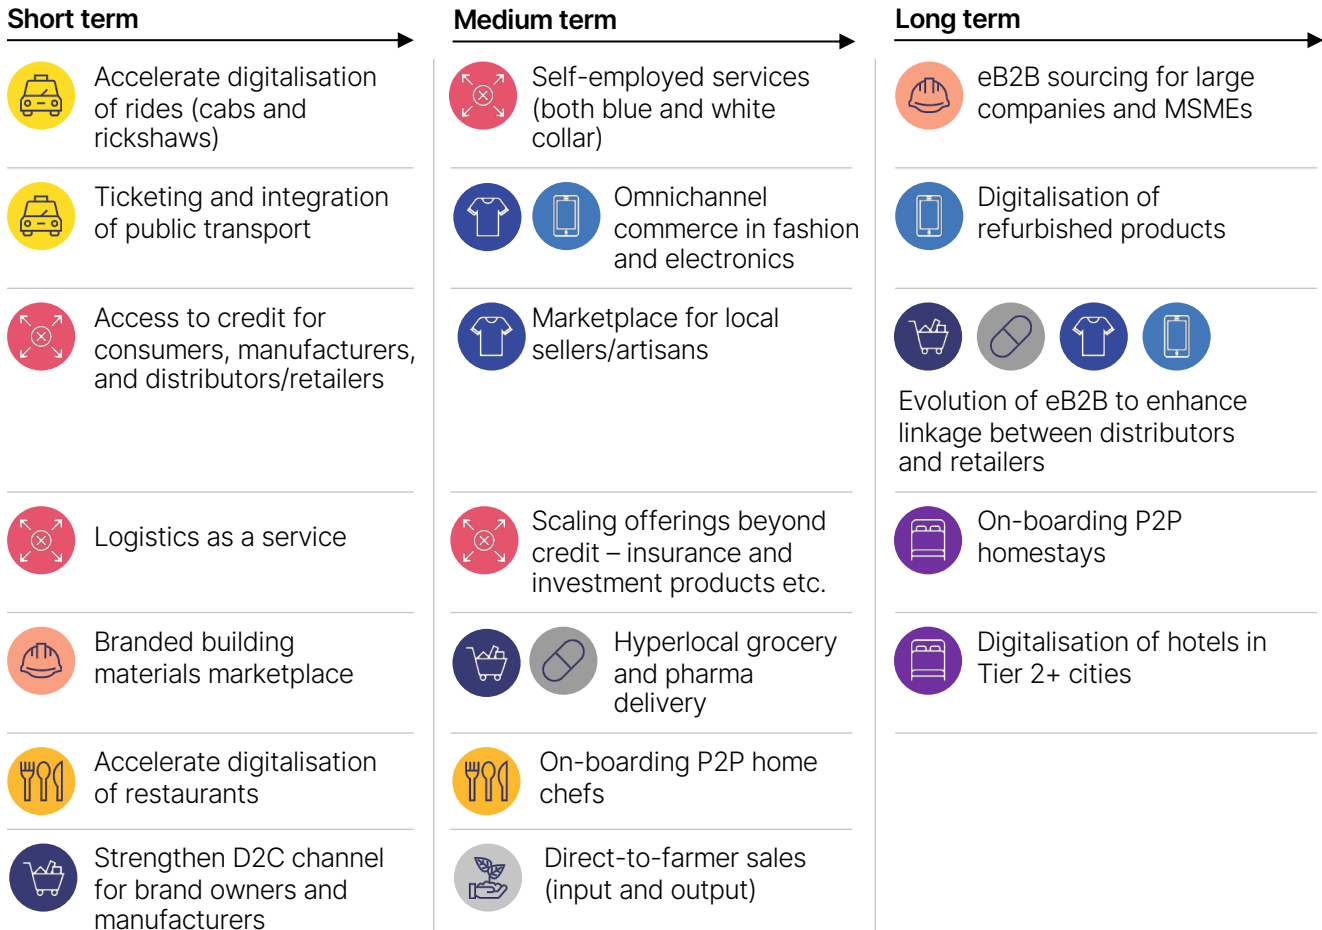 Short term
Accelerate digitalisation
of rides (cabs and
rickshaws)
Ticketing and integration
of public transport
Access to credit for
consumers, manufacturers,
and distributors/retailers
Logistics as a service
Branded building
materials marketplace
Accelerate digitalisation
of restaurants
Strengthen D2C channel
for brand owners and
manufacturers
Medium term
Self-employed services
(both blue and white
collar)
Omnichannel
commerce in fashion
and electronics
Marketplace for local
sellers/artisans
Scaling offerings beyond
credit – insurance and
investment products etc.
Hyperlocal grocery
and pharma
delivery
On-boarding P2P home
chefs
Direct-to-farmer sales
(input and output)
Long term
eB2B sourcing for large
companies and MSMEs
Digitalisation of
refurbished products
Evolution of eB2B to enhance
linkage between distributors
and retailers
On-boarding P2P
homestays
Digitalisation of hotels in
Tier 2+ cities